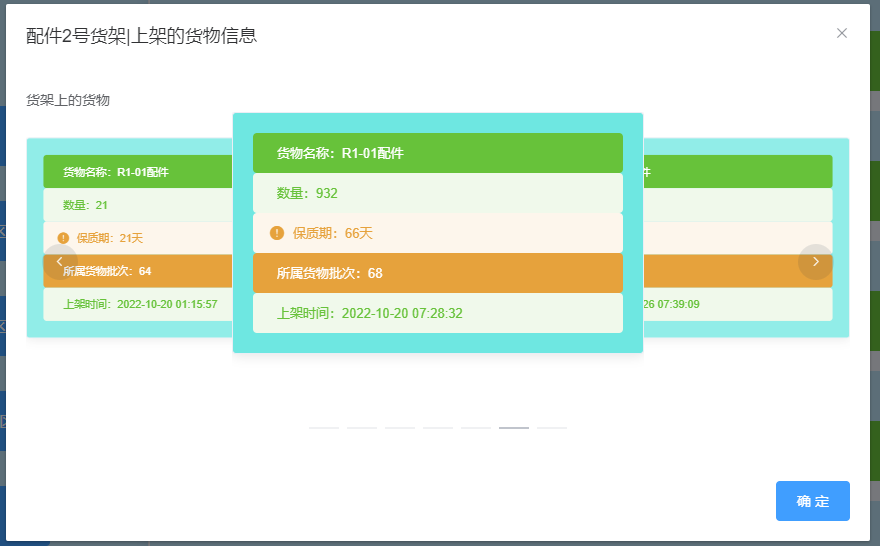 配件2号货架|上架的货物信息
货架上的货物
货物名称：R1-01配件
数量：21
保质期：21天
所属货物批次：64
上架时间：2022-10-20 01:15:57
货物名称：R1-01配件
数量：932
保质期：66天
所属货物批次：68
上架时间：2022-10-20 07:28:32
件
26 07:39:09
确 定